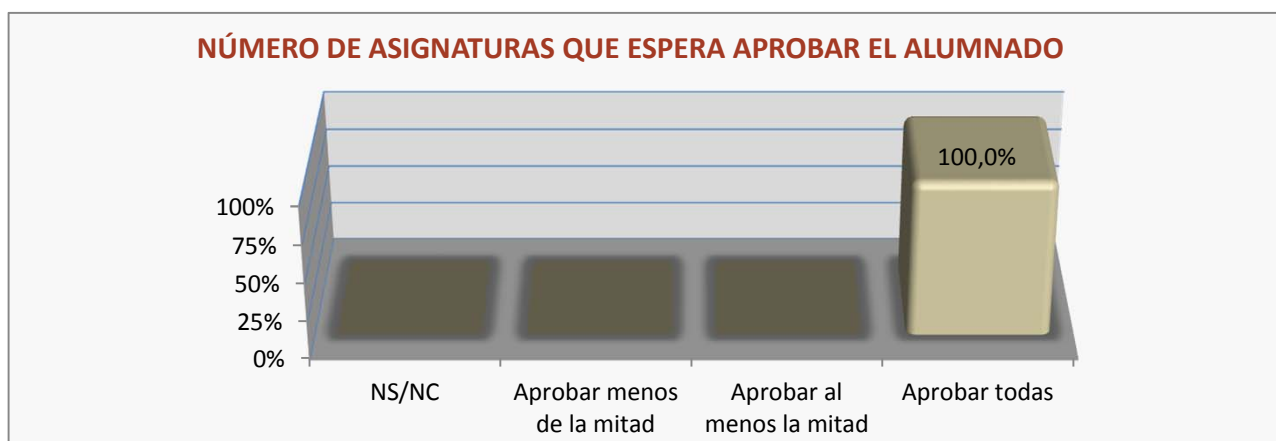 NÚMERO DE ASIGNATURAS QUE ESPERA APROBAR EL ALUMNADO
100,0%
100%
75%
50%
25%
0%
NS/NC
Aprobar menos
de la mitad
Aprobar al
menos la mitad
Aprobar todas